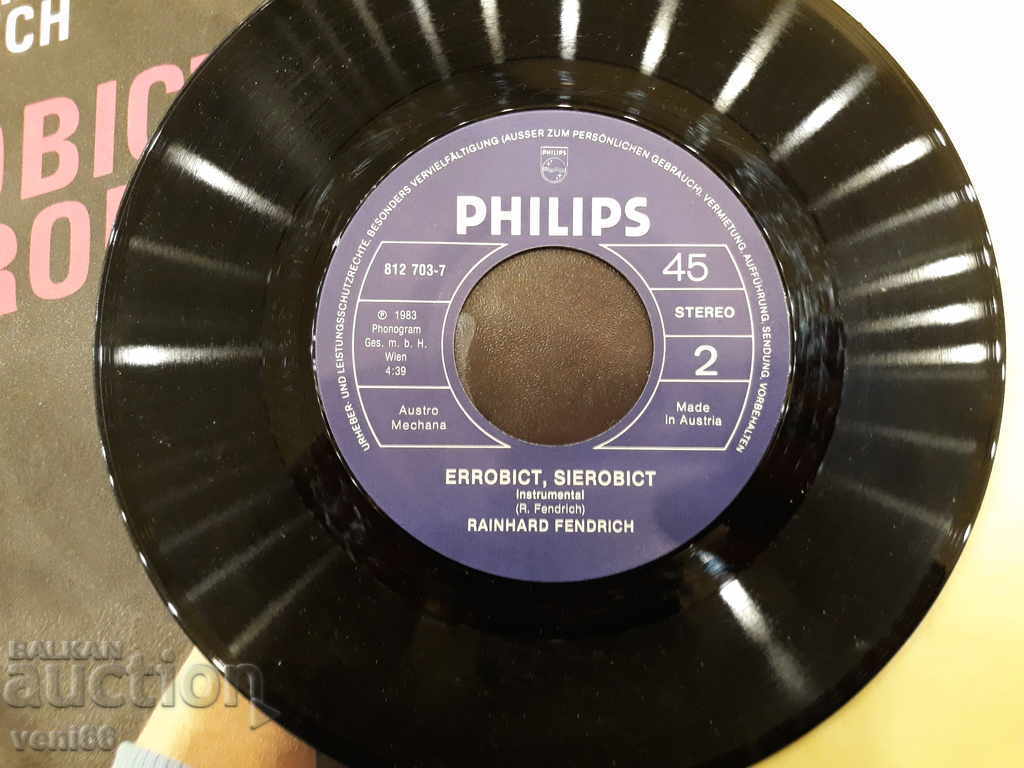 CH
OBICT
ROB
URHEBER- UND LEISTUNGSSCHUTZRECHTE, BESONDERS VERVIELFÄLTIGUNG (AUSSER ZUM PERSÖNLICHEN GEBRAUCH), VERMIETUNG, AUFFÜHRUNG, SENDUNG, VORBEHALTEN
PHILIPS
PHILIPS
812 703-7
℗ 1983
Phonogram
Ges. m. b. H.
Wien
4:39
Austro
Mechana
45
STEREO
2
Made
in Austria
ERROBICT, SIEROBICT
Instrumental
(R. Fendrich)
RAINHARD FENDRICH
BALKAN
auction
veni66